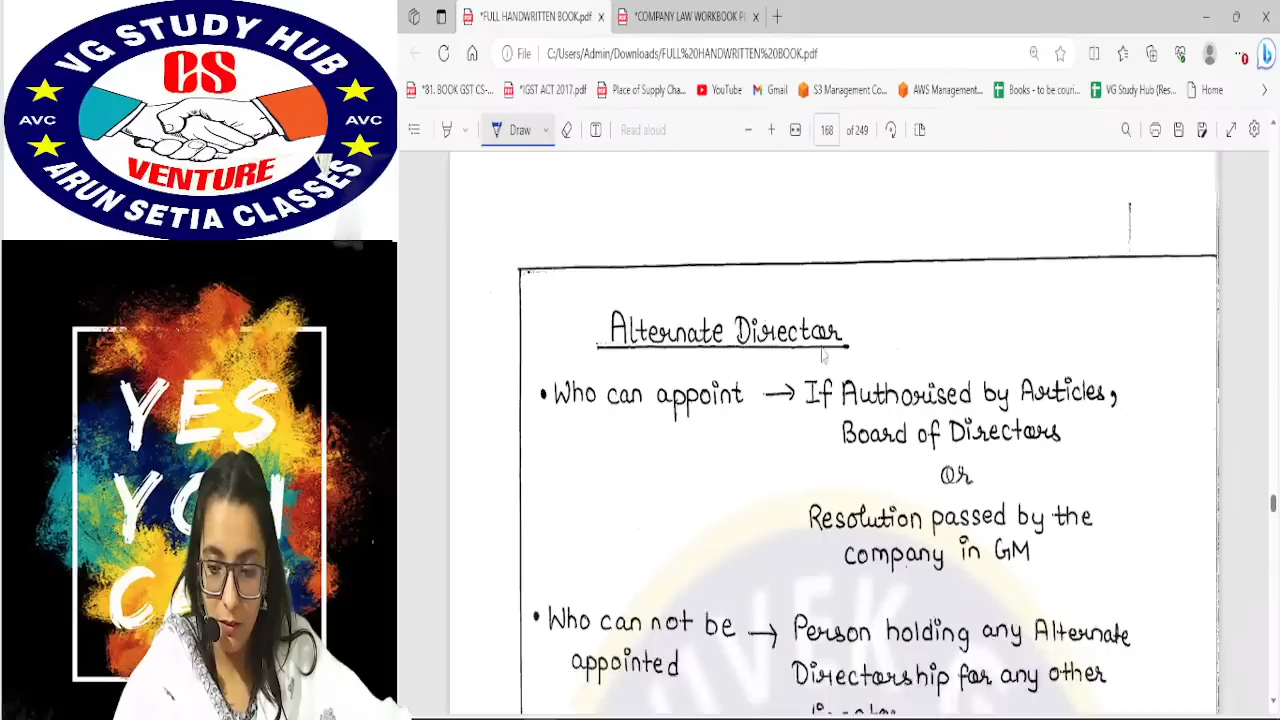 VG STUDY HUB
CS
AVC
AVC
VENTURE
ARUN SETIA CLASSES
YES
*FULL HANDWRITTEN BOOK.pdf
*COMPANY LAW WORKBOOK
File
C:/Users/Admin/Downloads/FULL%20HANDWRITTEN%20BOOK.pdf
*81. BOOK GST CS-...
*IGST ACT 2017.pdf
Place of Supply Cha...
YouTube
Gmail
S3 Management Co...
AWS Management...
Books - to be couri...
VG Study Hub (Res...
Home
Draw
Read aloud
168
of 249
Alternate Director
• Who can appoint → If Authorised by Articles,
Board of Directors
Or
Resolution passed by the
company in GM
• Who can not be → Person holding any Alternate
appointed
Directorship for any other